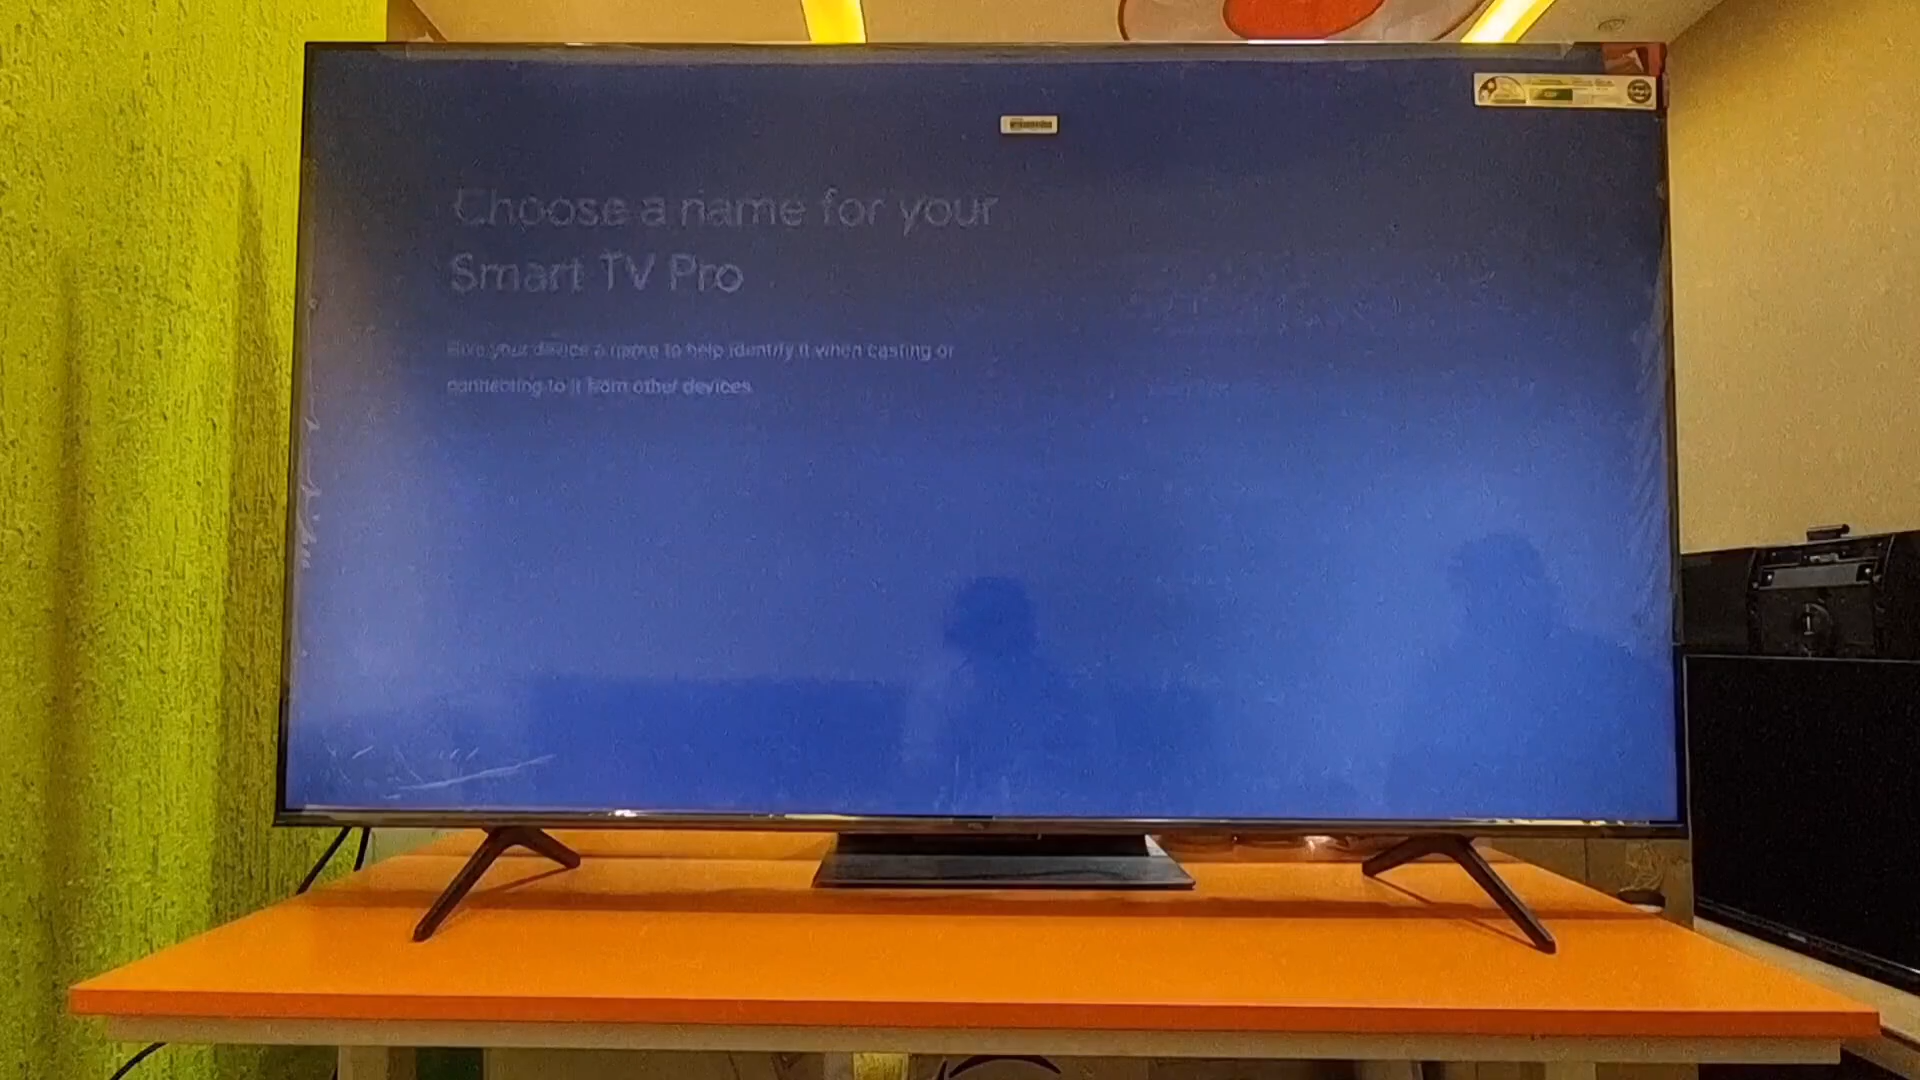 Choose a name for your
Smart TV Pro
Give your device a name to help identify it when casting or
connecting to it from other devices.